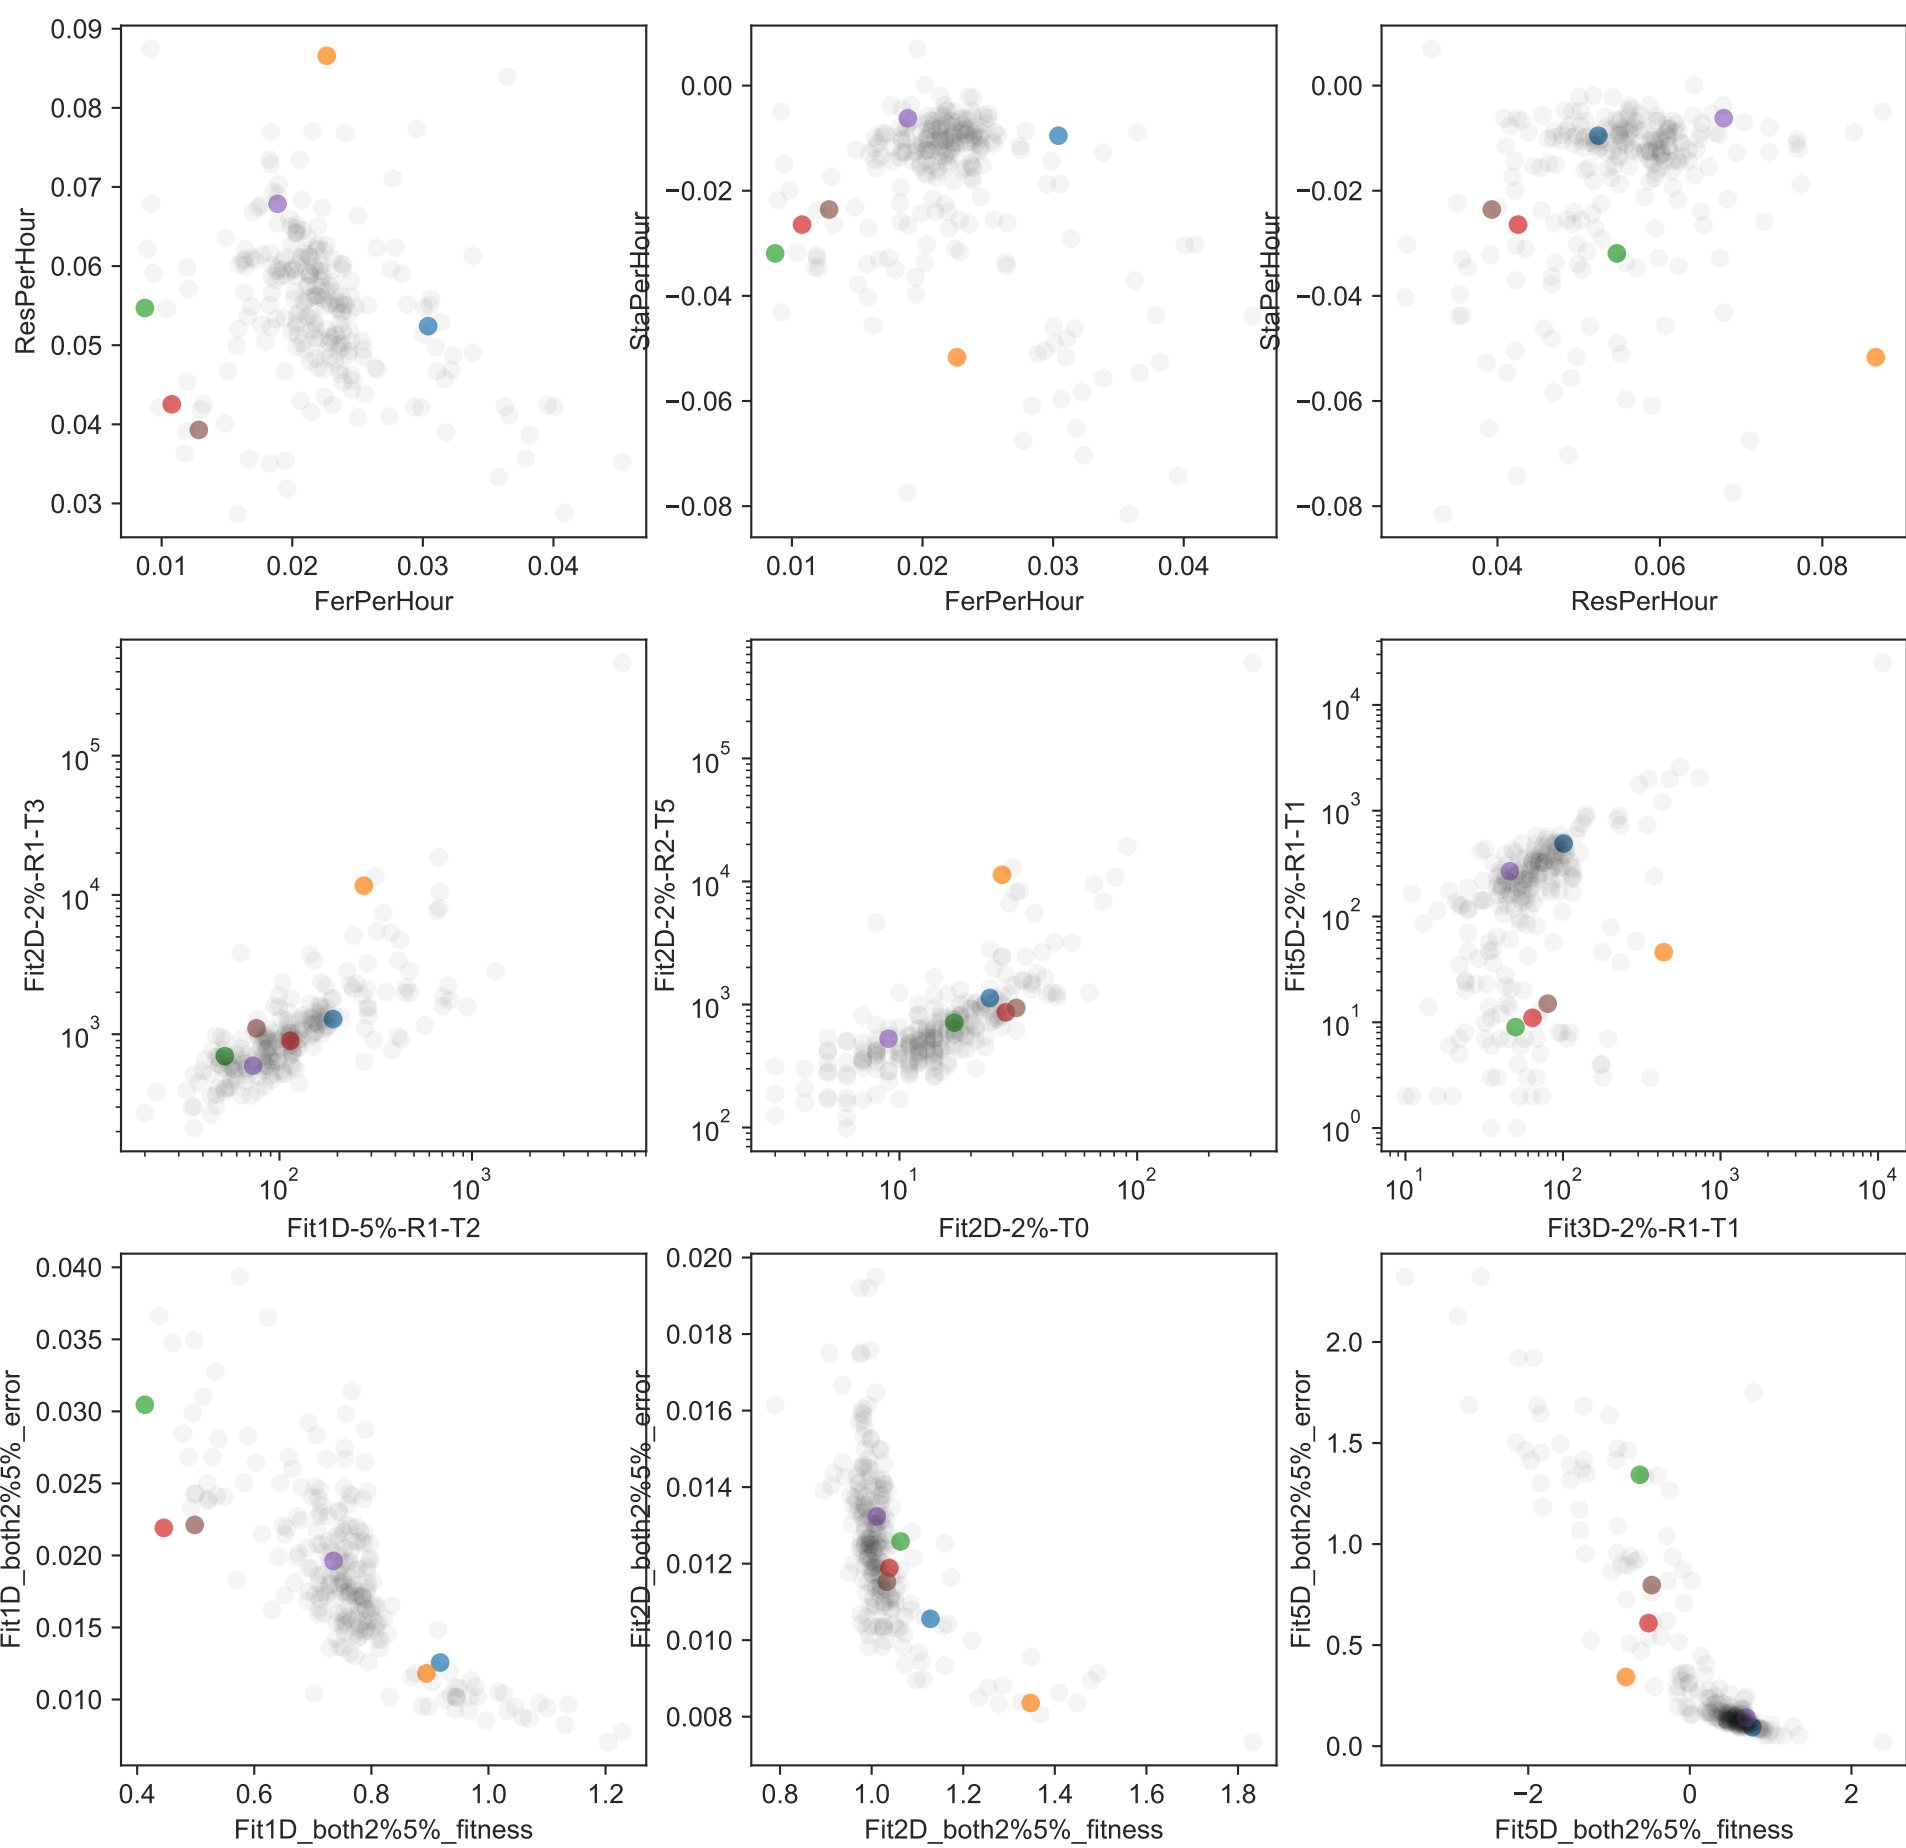 0.09
0.08
0.07
0.06
0.05
0.04
0.03
ResPerHour
0.01 0.02 0.03 0.04
FerPerHour
0.00
−0.02
−0.04
−0.06
−0.08
StaPerHour
0.01 0.02 0.03 0.04
FerPerHour
0.00
−0.02
−0.04
−0.06
−0.08
StaPerHour
0.04 0.06 0.08
ResPerHour
10^5
10^4
10^3
Fit2D-2%-R1-T3
10^2 10^3
Fit1D-5%-R1-T2
10^5
10^4
10^3
10^2
Fit2D-2%-R2-T5
10^1 10^2
Fit2D-2%-T0
10^4
10^3
10^2
10^1
10^0
Fit5D-2%-R1-T1
10^1 10^2 10^3 10^4
Fit3D-2%-R1-T1
0.040
0.035
0.030
0.025
0.020
0.015
0.010
Fit1D_both2%5%_error
0.4 0.6 0.8 1.0 1.2
Fit1D_both2%5%_fitness
0.020
0.018
0.016
0.014
0.012
0.010
0.008
Fit2D_both2%5%_error
0.8 1.0 1.2 1.4 1.6 1.8
Fit2D_both2%5%_fitness
2.0
1.5
1.0
0.5
0.0
Fit5D_both2%5%_error
−2 0 2
Fit5D_both2%5%_fitness